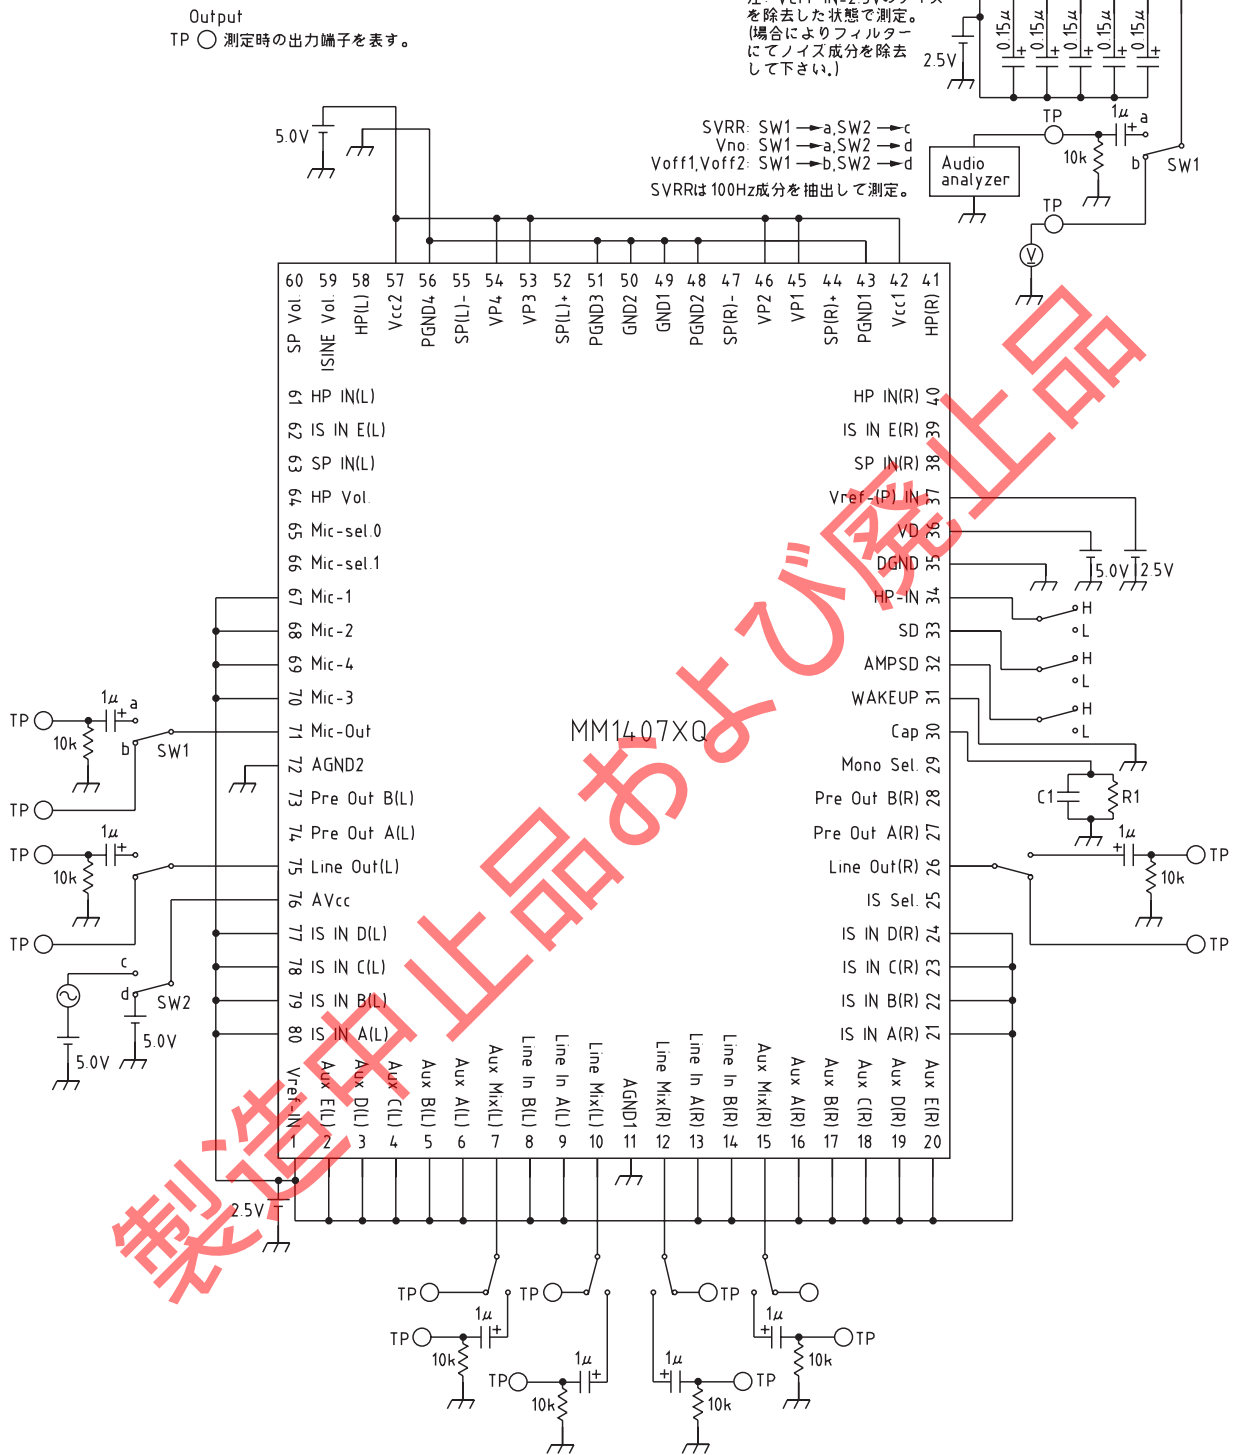 Output
TP 測定時の出力端子を表す。
を除去した状態で測定。
(場合によりフィルター
にてノイズ成分を除去
して下さい。)
2.5V
0.15μ 0.15μ 0.15μ 0.15μ 0.15μ
+ + + + +
5.0V
SVRR: SW1 → a,SW2 → c
Vno: SW1 → a,SW2 → d
Voff1,Voff2: SW1 → b,SW2 → d
SVRRは100Hz成分を抽出して測定。
Audio
analyzer
TP
1μ
+
a
10k
b
SW1
TP
V
60 59 58 57 56 55 54 53 52 51 50 49 48 47 46 45 44 43 42 41
SP Vol.
ISINE Vol.
HP(L)
Vcc2
PGND4
SP(L)-
VP4
VP3
SP(L)+
PGND3
GND2
GND1
PGND2
SP(R)-
VP2
VP1
SP(R)+
PGND1
Vcc1
HP(R)
61 HP IN(L)
62 IS IN E(L)
63 SP IN(L)
64 HP Vol.
65 Mic-sel.0
66 Mic-sel.1
67 Mic-1
68 Mic-2
69 Mic-4
70 Mic-3
71 Mic-Out
72 AGND2
73 Pre Out B(L)
74 Pre Out A(L)
75 Line Out(L)
76 AVcc
77 IS IN D(L)
78 IS IN C(L)
79 IS IN B(L)
80 IS IN A(L)
MM1407XQ
HP IN(R) 40
IS IN E(R) 39
SP IN(R) 38
Vref-(P) IN 37
VD 36
DGND 35
HP-IN 34
SD 33
AMPSD 32
WAKEUP 31
Cap 30
Mono Sel. 29
Pre Out B(R) 28
Pre Out A(R) 27
Line Out(R) 26
IS Sel. 25
IS IN D(R) 24
IS IN C(R) 23
IS IN B(R) 22
IS IN A(R) 21
5.0V 2.5V
H
L
H
L
H
L
C1 R1
1μ
+
TP
10k
TP
TP
1μ
+
a
10k
b
SW1
TP
TP
1μ
+
10k
TP
c
d
SW2
5.0V
5.0V
Vref-IN
Aux E(L)
Aux D(L)
Aux C(L)
Aux B(L)
Aux A(L)
Aux Mix(L)
Line In B(L)
Line In A(L)
Line Mix(L)
AGND1
Line Mix(R)
Line In A(R)
Line In B(R)
Aux Mix(R)
Aux A(R)
Aux B(R)
Aux C(R)
Aux D(R)
Aux E(R)
1 2 3 4 5 6 7 8 9 10 11 12 13 14 15 16 17 18 19 20
2.5V
TP TP TP
1μ 1μ
TP + + TP
10k 10k
1μ 1μ
TP + + TP
10k 10k
製造中止品および廃止品